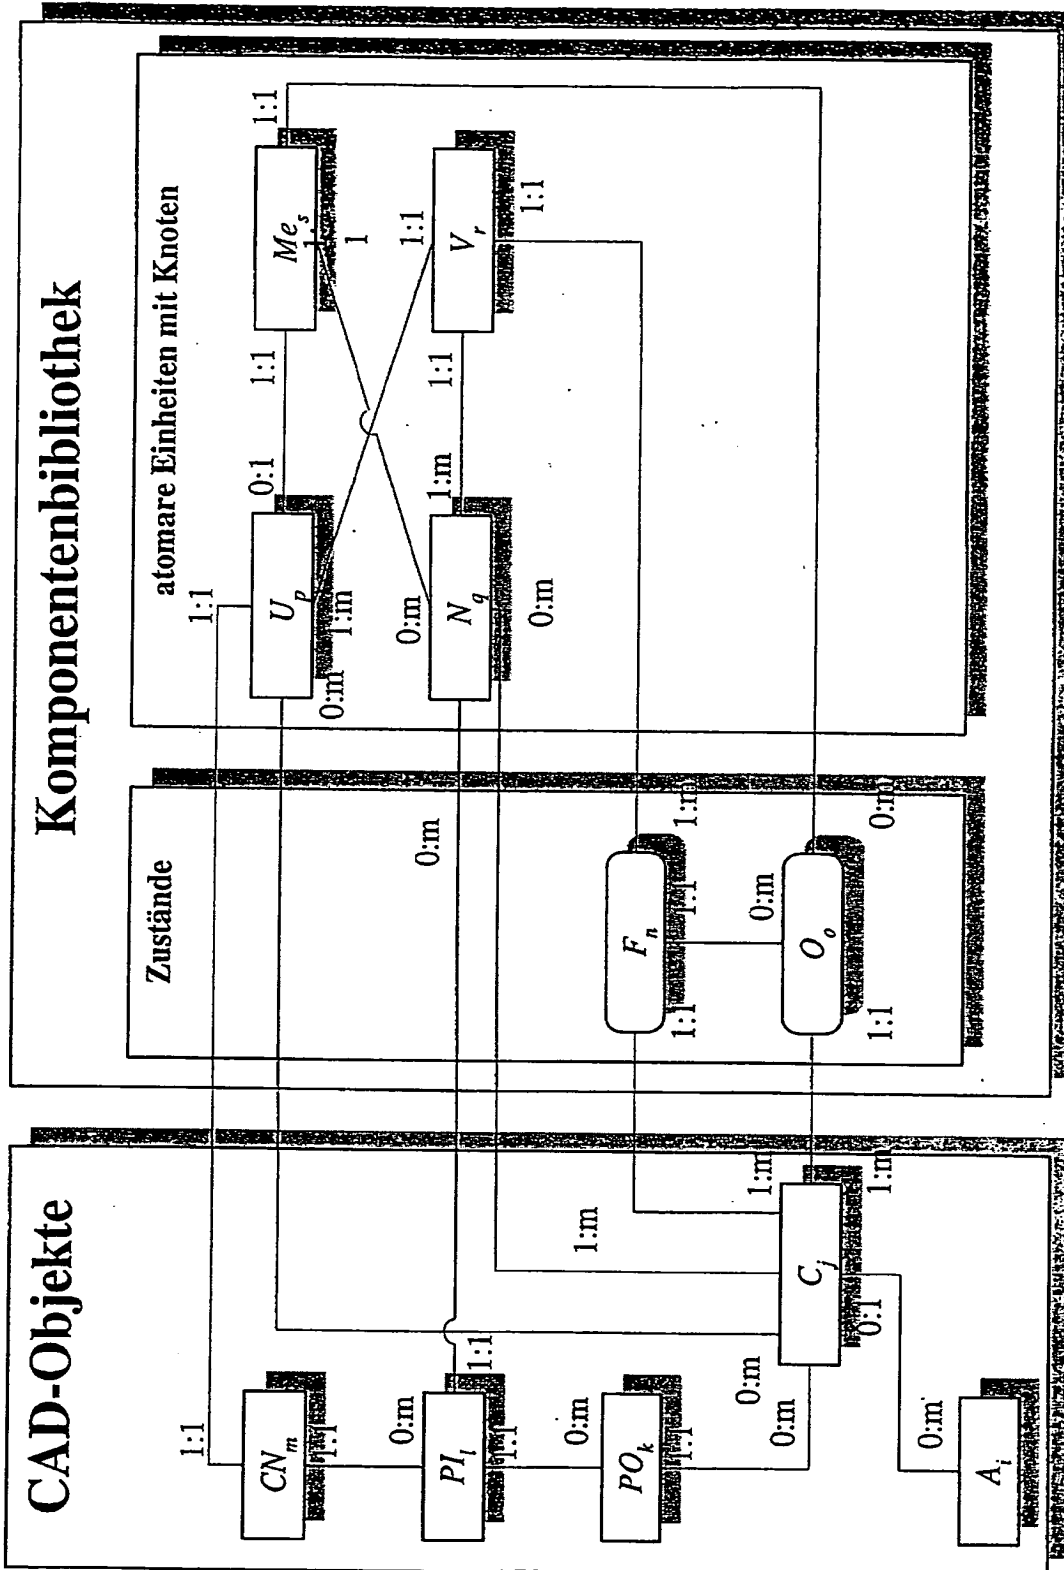 CAD-Objekte
Komponentenbibliothek
Zustände
atomare Einheiten mit Knoten
1:1
1:1
CN_m
1:1
0:m
PI_l
1:1
1:1
0:m
PO_k
1:1
0:m
0:m
C_j
1:m
1:m
1:m
0:1
0:m
A_i
0:m
F_n
1:1
1:1
1:m
0:m
O_o
1:1
0:m
U_p
0:1
0:m
1:m
1:1
Me_s
1:1
1:
1
0:m
N_q
1:m
0:m
1:1
1:1
V_r
1:1